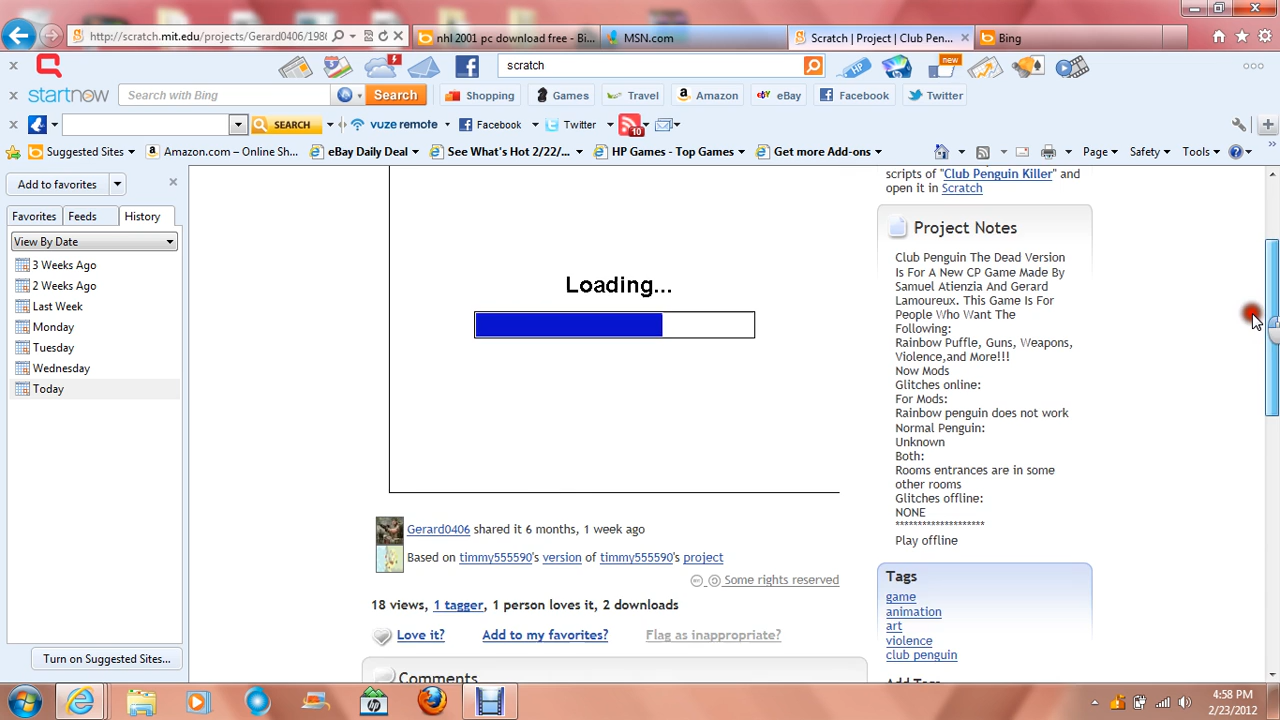 http://scratch.mit.edu/projects/Gerard0406/198
nhl 2001 pc download free - Bi...
MSN.com
Scratch | Project | Club Pen...
Bing
scratch
new
startnow
Search with Bing
Search
Shopping
Games
Travel
Amazon
eBay
Facebook
Twitter
SEARCH
vuze remote
Facebook
Twitter
10
Suggested Sites
Amazon.com – Online Sh...
eBay Daily Deal
See What's Hot 2/22/...
HP Games - Top Games
Get more Add-ons
Page
Safety
Tools
Add to favorites
Favorites
Feeds
History
View By Date
3 Weeks Ago
2 Weeks Ago
Last Week
Monday
Tuesday
Wednesday
Today
Turn on Suggested Sites...
Loading...
Gerard0406 shared it 6 months, 1 week ago
Based on timmy555590's version of timmy555590's project
Some rights reserved
18 views, 1 tagger, 1 person loves it, 2 downloads
Love it?
Add to my favorites?
Flag as inappropriate?
Comments
scripts of "Club Penguin Killer" and
open it in Scratch
Project Notes
Club Penguin The Dead Version
Is For A New CP Game Made By
Samuel Atienzia And Gerard
Lamoureux. This Game Is For
People Who Want The
Following:
Rainbow Puffle, Guns, Weapons,
Violence,and More!!!
Now Mods
Glitches online:
For Mods:
Rainbow penguin does not work
Normal Penguin:
Unknown
Both:
Rooms entrances are in some
other rooms
Glitches offline:
NONE
********************
Play offline
Tags
game
animation
art
violence
club penguin
Add Tags
4:58 PM
2/23/2012